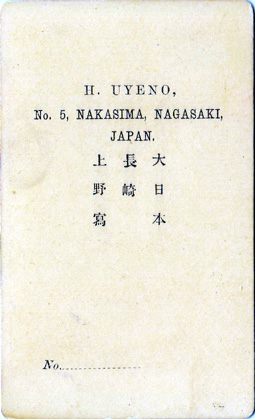 H. UYENO,
No. 5, NAKASIMA, NAGASAKI,
JAPAN.
大日本
長崎
上野寫
No..................